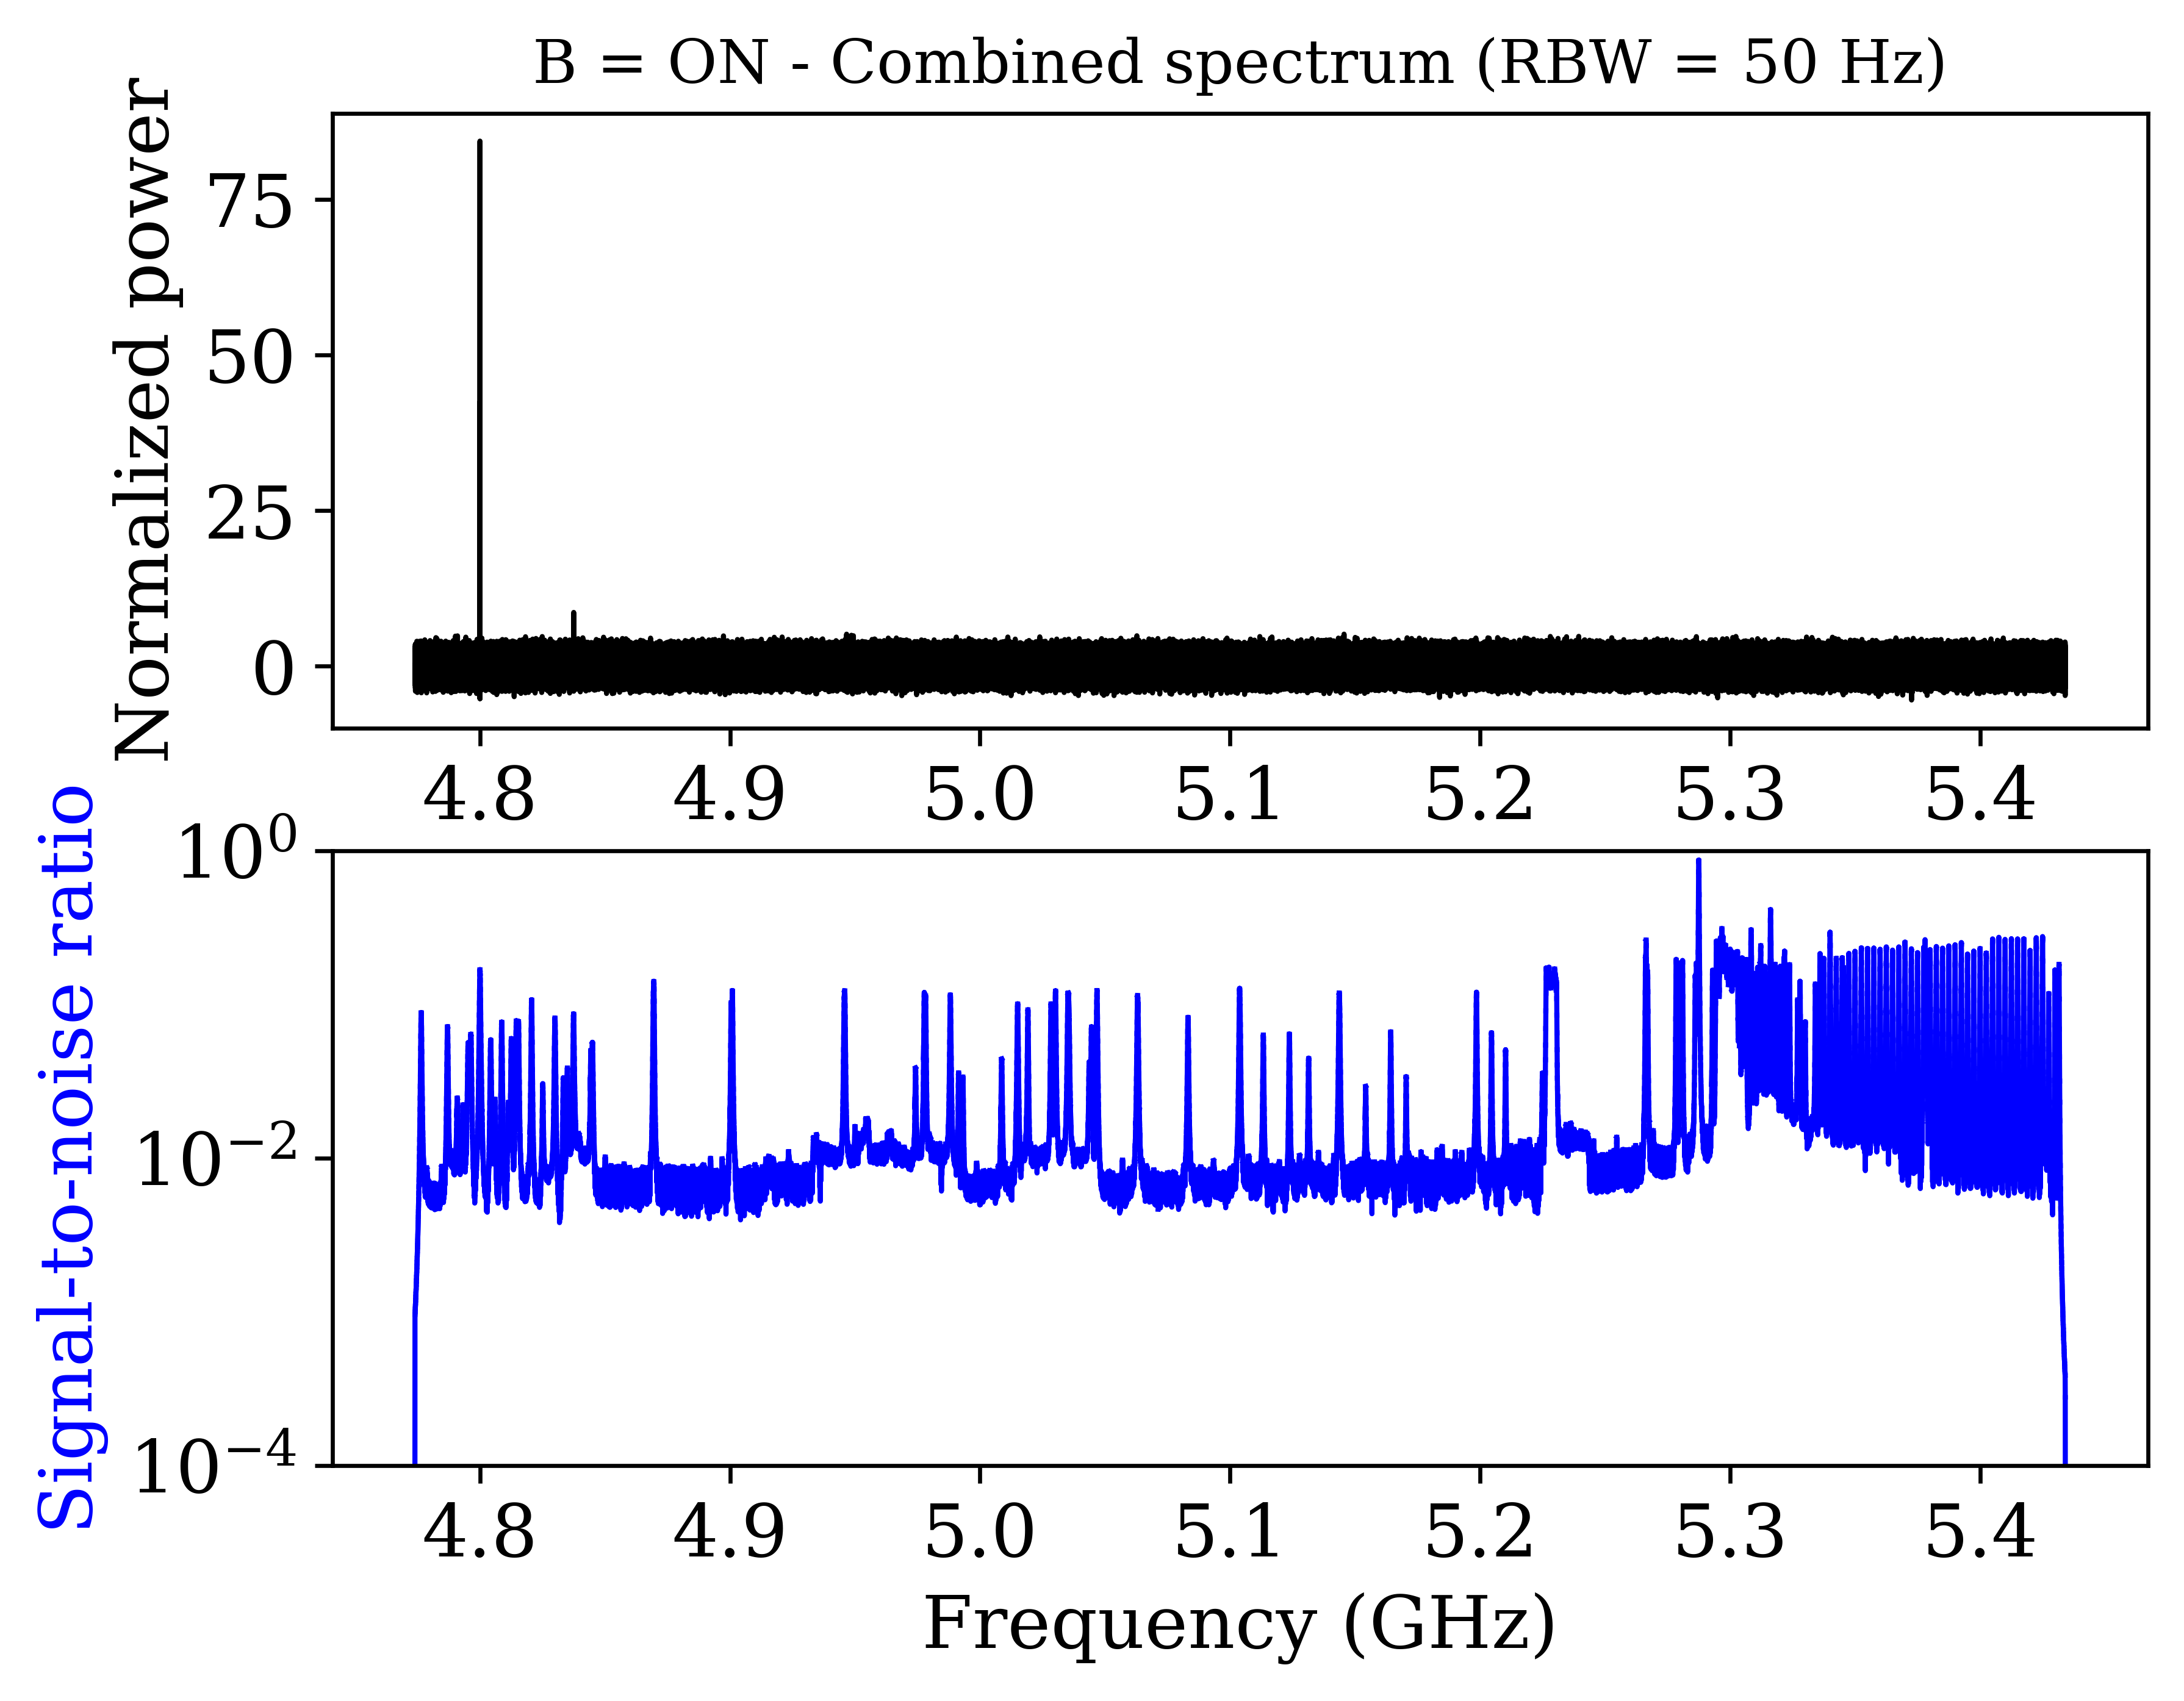 B = ON - Combined spectrum (RBW = 50 Hz)
Normalized power
75
50
25
0
4.8 4.9 5.0 5.1 5.2 5.3 5.4
Signal-to-noise ratio
10⁰
10⁻²
10⁻⁴
4.8 4.9 5.0 5.1 5.2 5.3 5.4
Frequency (GHz)